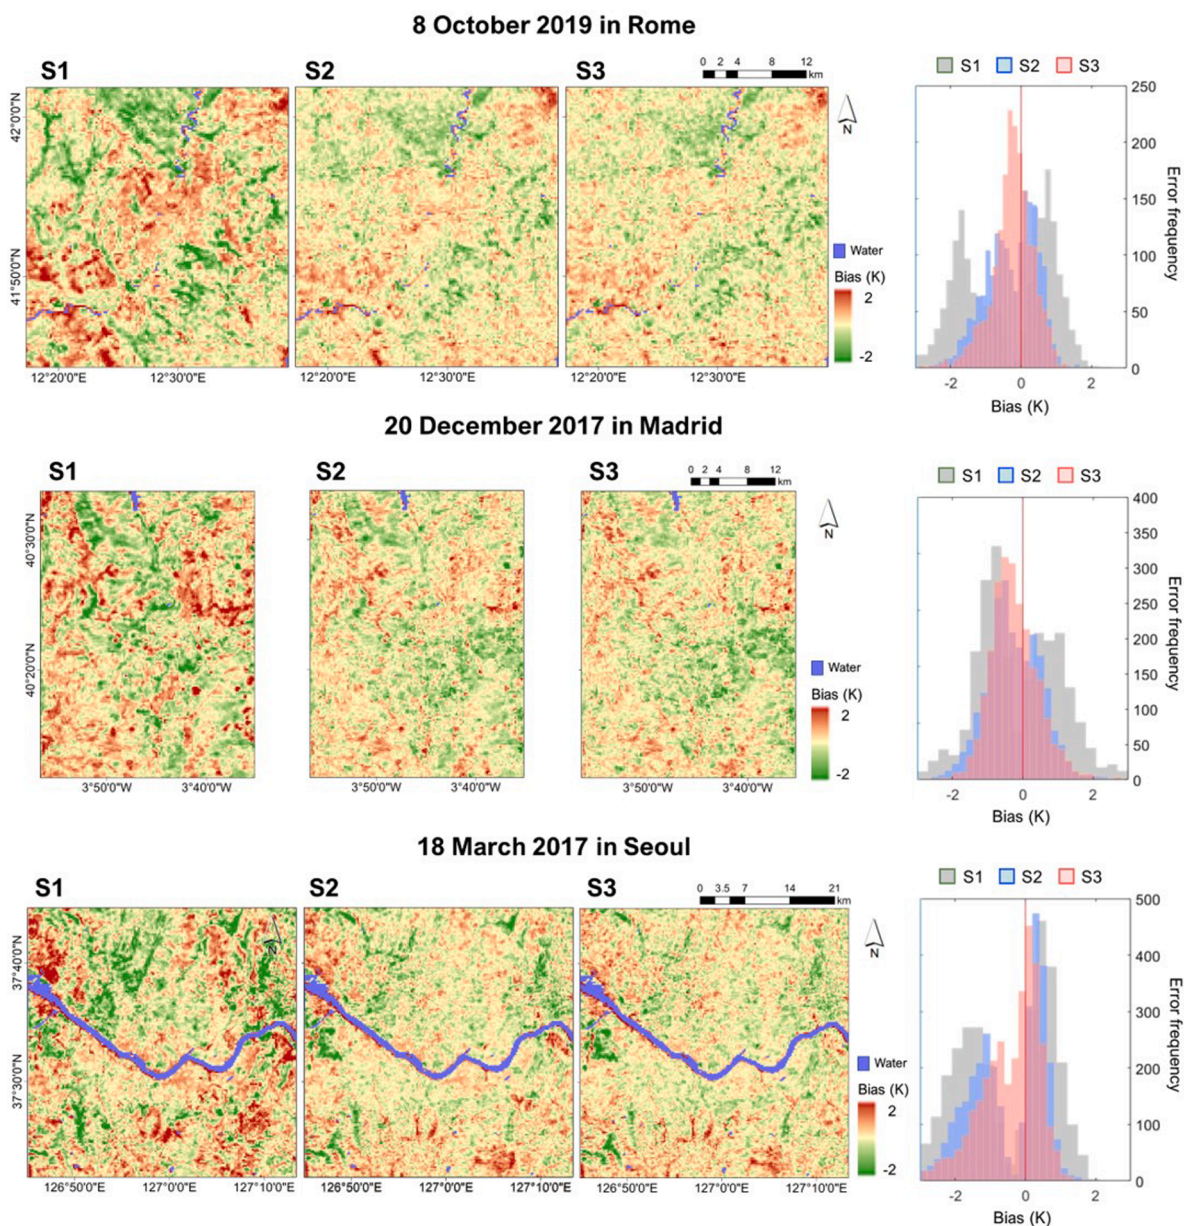 8 October 2019 in Rome
S1 S2 S3
0 2 4 8 12
km
N
42°0'0"N
41°50'0"N
Water
Bias (K)
2
-2
12°20'0"E 12°30'0"E 12°20'0"E 12°30'0"E 12°20'0"E 12°30'0"E
S1 S2 S3
250
200
150
100
50
0
Error frequency
-2 0 2
Bias (K)
20 December 2017 in Madrid
S1 S2 S3
0 2 4 8 12
km
N
40°30'0"N
40°20'0"N
Water
Bias (K)
2
-2
3°50'0"W 3°40'0"W 3°50'0"W 3°40'0"W 3°50'0"W 3°40'0"W
S1 S2 S3
400
350
300
250
200
150
100
50
0
Error frequency
-2 0 2
Bias (K)
18 March 2017 in Seoul
S1 S2 S3
0 3.5 7 14 21
km
N
N
37°40'0"N
37°30'0"N
Water
Bias (K)
2
-2
126°50'0"E 127°0'0"E 127°10'0"E 126°50'0"E 127°0'0"E 127°10'0"E 126°50'0"E 127°0'0"E 127°10'0"E
S1 S2 S3
500
400
300
200
100
0
Error frequency
-2 0 2
Bias (K)